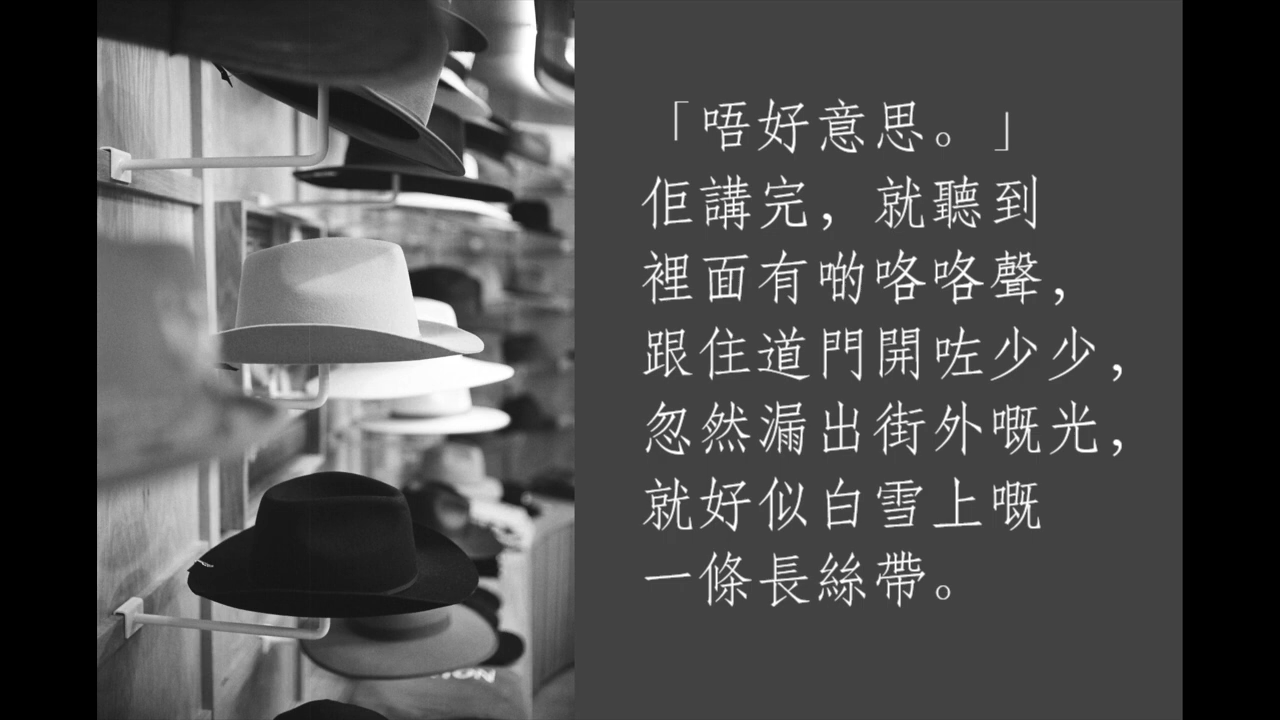 「唔好意思。」
佢講完，就聽到
裡面有啲咯咯聲，
跟住道門開咗少少，
忽然漏出街外嘅光，
就好似白雪上嘅
一條長絲帶。